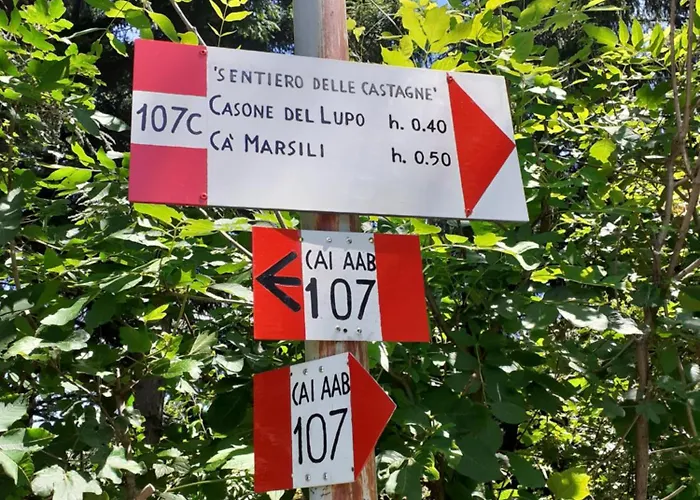 'SENTIERO DELLE CASTAGNE'
107C
CASONE DEL LUPO h. 0.40
CÀ MARSILI h. 0.50
CAI AAB
107
CAI AAB
107